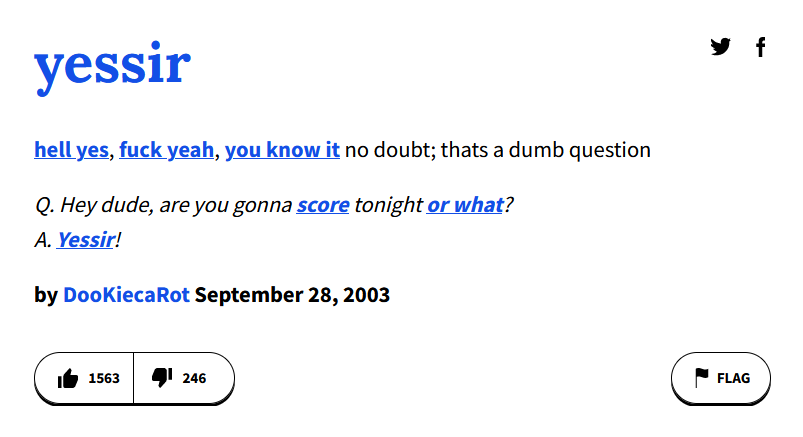 yessir
hell yes, fuck yeah, you know it no doubt; thats a dumb question
Q. Hey dude, are you gonna score tonight or what?
A. Yessir!
by DooKiecaRot September 28, 2003
1563 246 FLAG